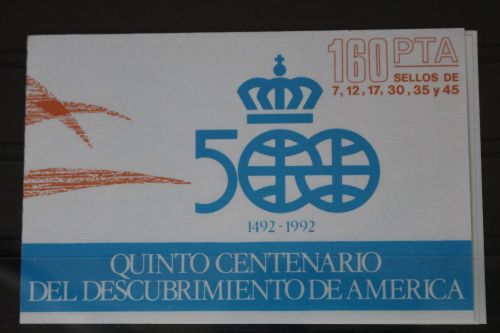 160 PTA
SELLOS DE
7, 12, 17, 30, 35 y 45
500
1492-1992
QUINTO CENTENARIO
DEL DESCUBRIMIENTO DE AMERICA